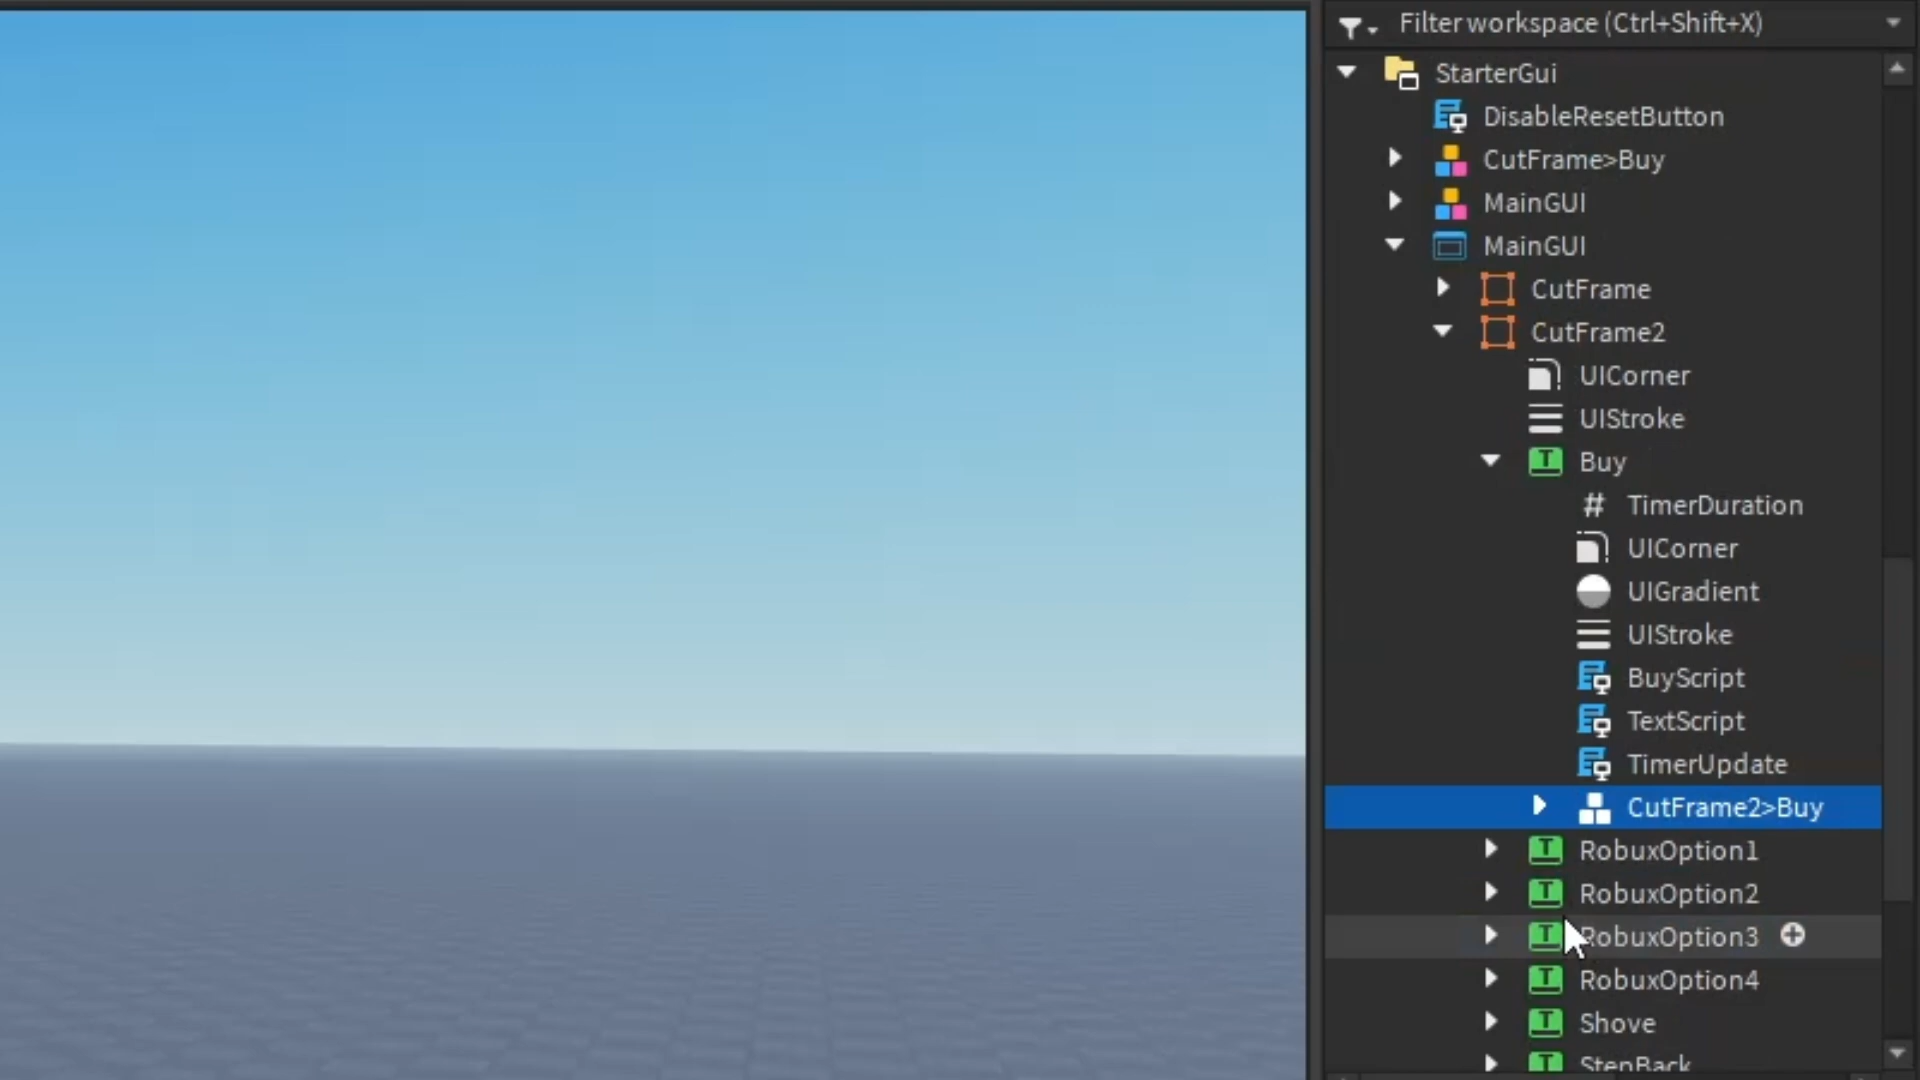 Filter workspace (Ctrl+Shift+X)
StarterGui
DisableResetButton
CutFrame>Buy
MainGUI
MainGUI
CutFrame
CutFrame2
UICorner
UIStroke
Buy
TimerDuration
UICorner
UIGradient
UIStroke
BuyScript
TextScript
TimerUpdate
CutFrame2>Buy
RobuxOption1
RobuxOption2
RobuxOption3
RobuxOption4
Shove
StepBack